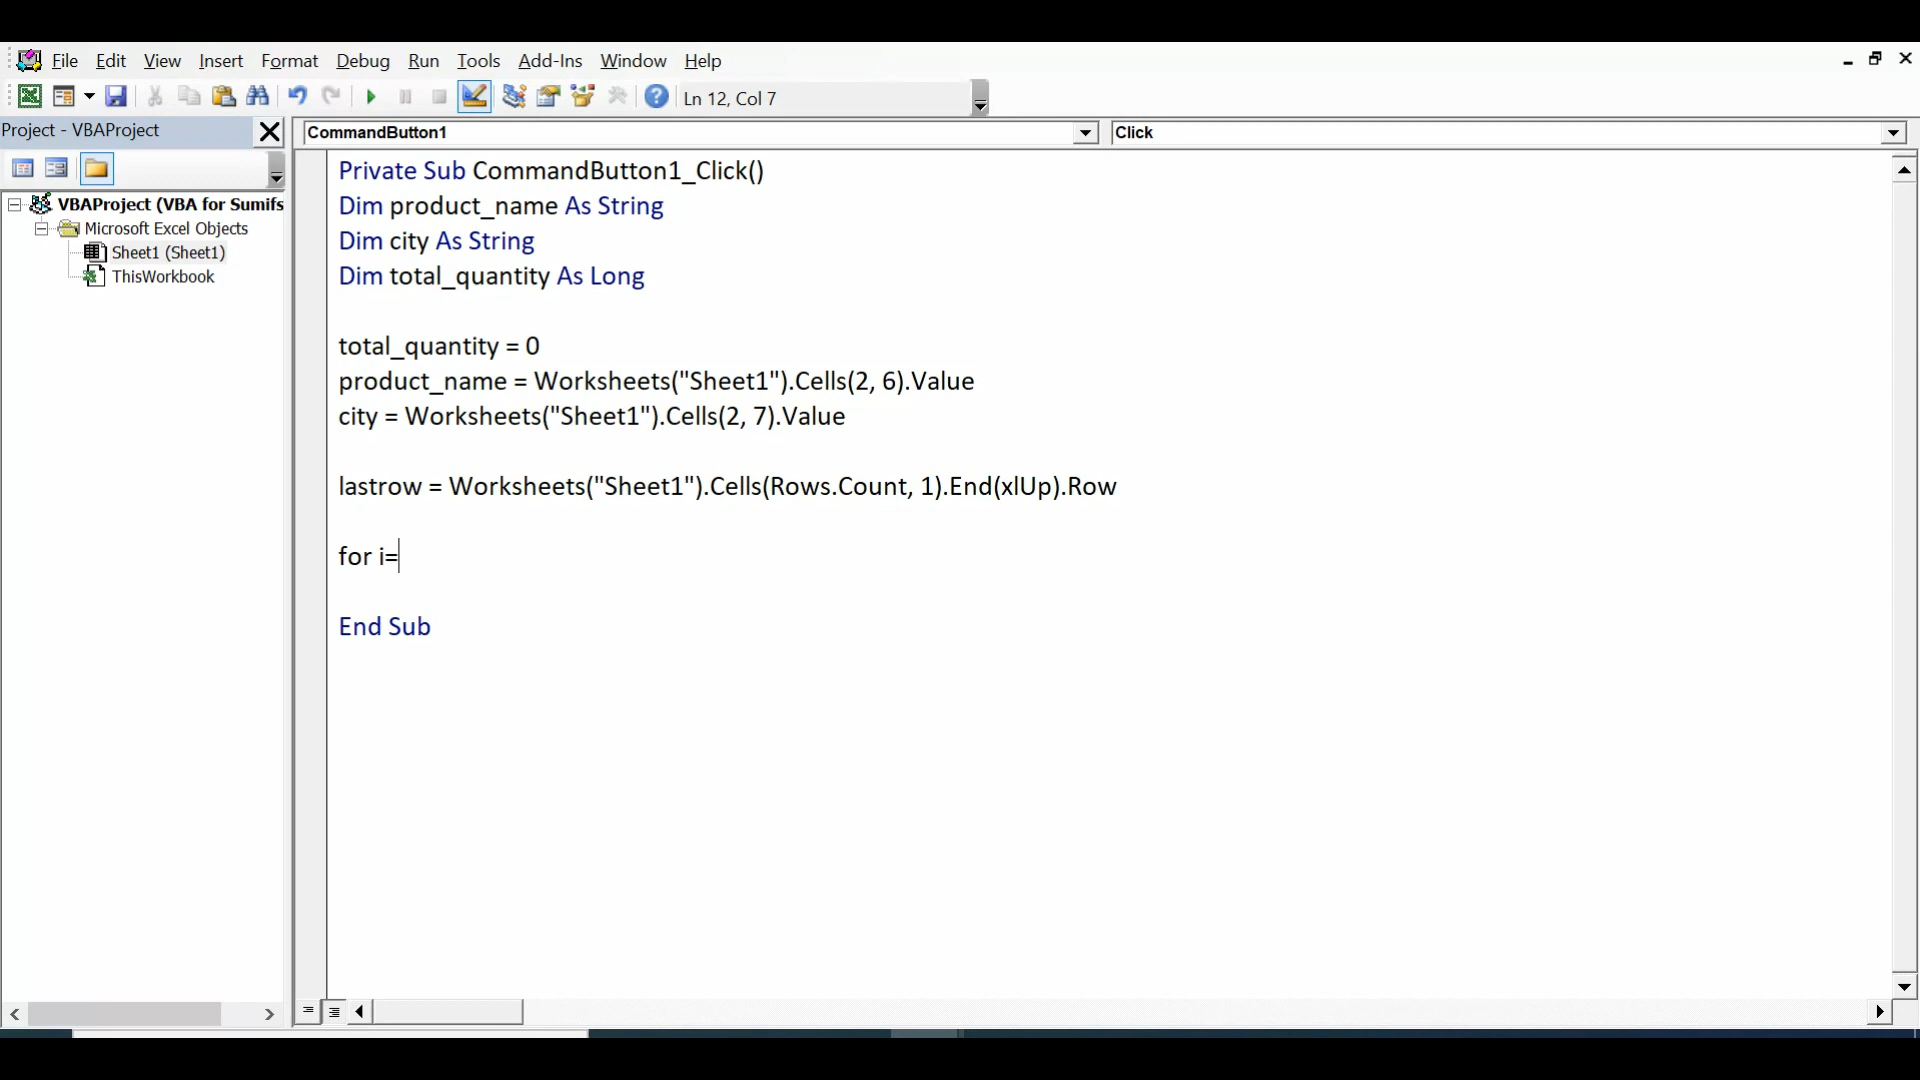 File Edit View Insert Format Debug Run Tools Add-Ins Window Help
Ln 12, Col 7
Project - VBAProject
CommandButton1
Click
VBAProject (VBA for Sumifs
Microsoft Excel Objects
Sheet1 (Sheet1)
ThisWorkbook
Private Sub CommandButton1_Click()
Dim product_name As String
Dim city As String
Dim total_quantity As Long
total_quantity = 0
product_name = Worksheets("Sheet1").Cells(2, 6).Value
city = Worksheets("Sheet1").Cells(2, 7).Value
lastrow = Worksheets("Sheet1").Cells(Rows.Count, 1).End(xlUp).Row
for i=
End Sub